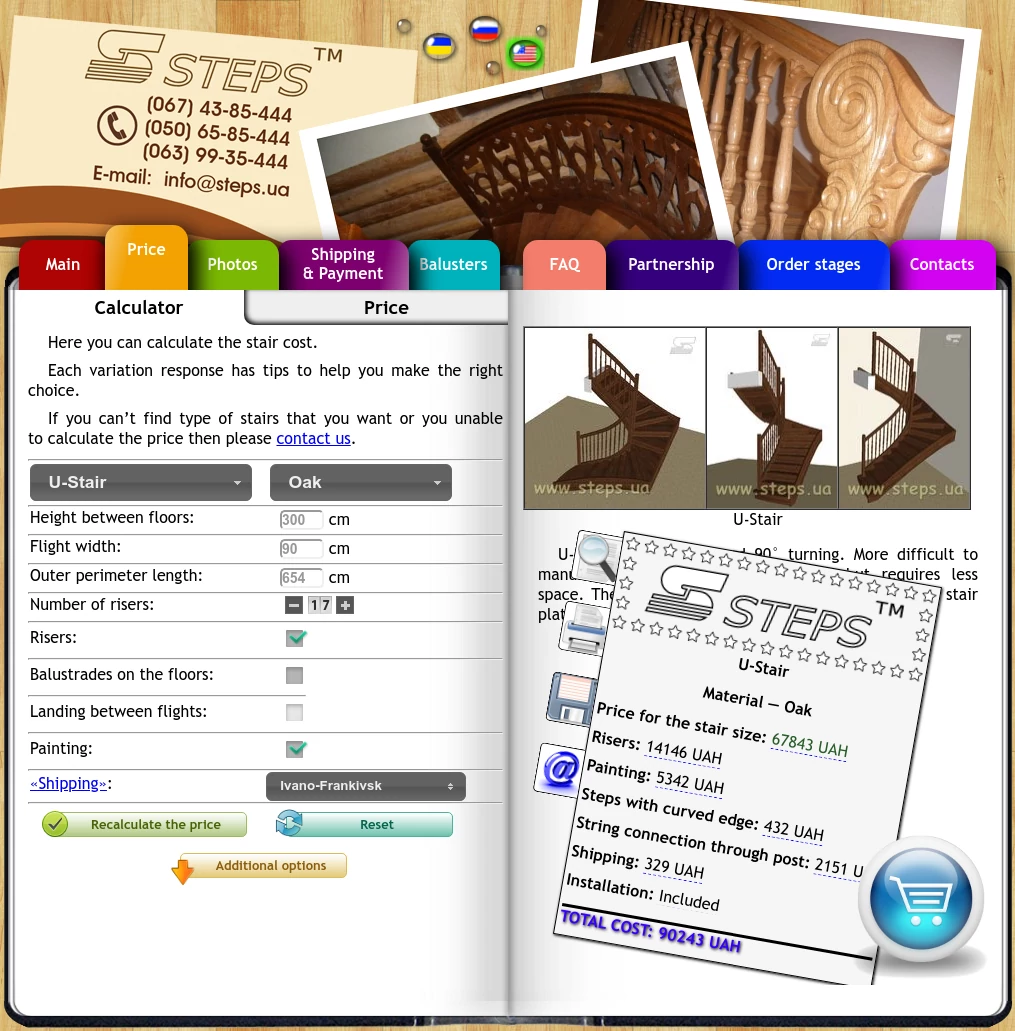 STEPS™
(067) 43-85-444
(050) 65-85-444
(063) 99-35-444
E-mail: info@steps.ua
Main
Price
Photos
Shipping
& Payment
Balusters
FAQ
Partnership
Order stages
Contacts
Calculator
Price
Here you can calculate the stair cost.
Each variation response has tips to help you make the right
choice.
If you can’t find type of stairs that you want or you unable
to calculate the price then please contact us.
U-Stair
Oak
Height between floors:
300 cm
Flight width:
90 cm
Outer perimeter length:
654 cm
Number of risers:
17
Risers:
Balustrades on the floors:
Landing between flights:
Painting:
«Shipping»:
Ivano-Frankivsk
Recalculate the price
Reset
Additional options
www.steps.ua
www.steps.ua
www.steps.ua
U-Stair
90° turning. More difficult to
requires less
space. stair
STEPS™
U-Stair
Material — Oak
Price for the stair size: 67843 UAH
Risers: 14146 UAH
Painting: 5342 UAH
Steps with curved edge: 432 UAH
String connection through post: 2151
Shipping: 329 UAH
Installation: Included
TOTAL COST: 90243 UAH